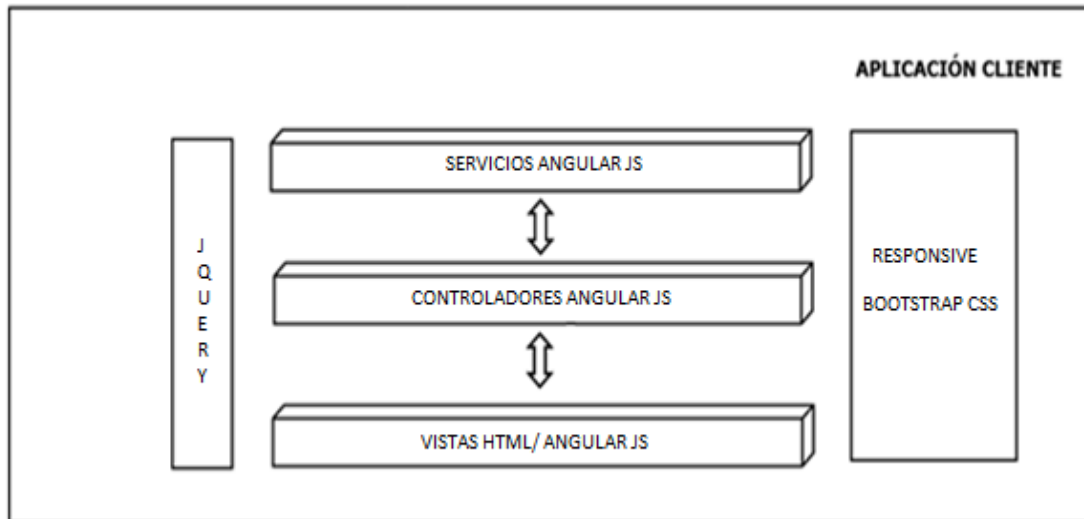 APLICACIÓN CLIENTE
SERVICIOS ANGULAR JS
J
Q
U
E
R
Y
RESPONSIVE
BOOTSTRAP CSS
CONTROLADORES ANGULAR JS
VISTAS HTML/ ANGULAR JS